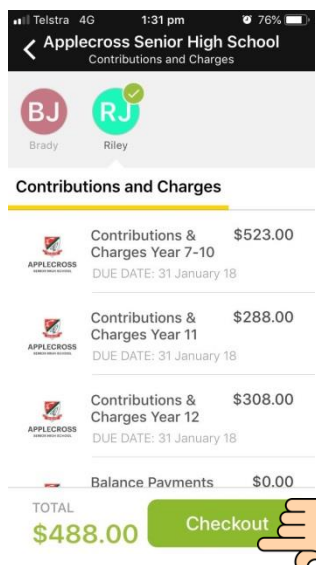 Telstra 4G 1:31 pm 76%
Applecross Senior High School
Contributions and Charges
BJ RJ
Brady Riley
Contributions and Charges
Contributions & $523.00
Charges Year 7-10
APPLECROSS
DUE DATE: 31 January 18
Contributions & $288.00
Charges Year 11
APPLECROSS
DUE DATE: 31 January 18
Contributions & $308.00
Charges Year 12
APPLECROSS
DUE DATE: 31 January 18
Balance Payments $0.00
TOTAL
$488.00 Checkout